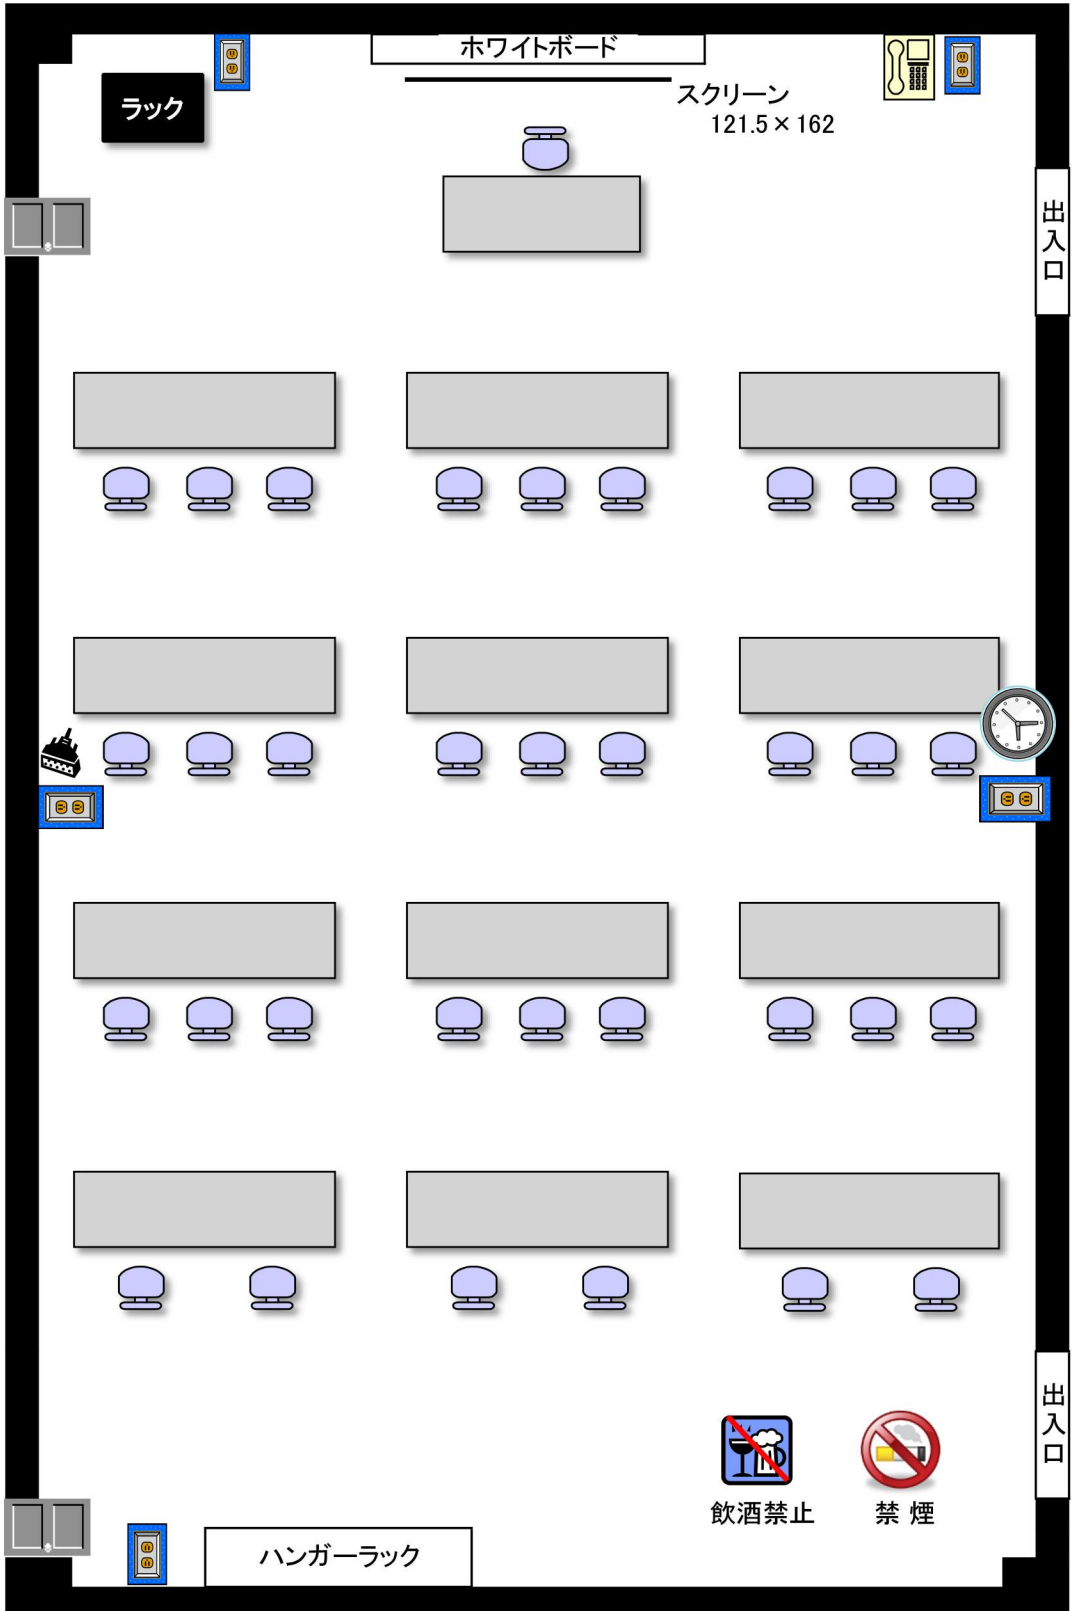 ホワイトボード
スクリーン
121.5×162
ラック
出入口
出入口
飲酒禁止
禁煙
ハンガーラック